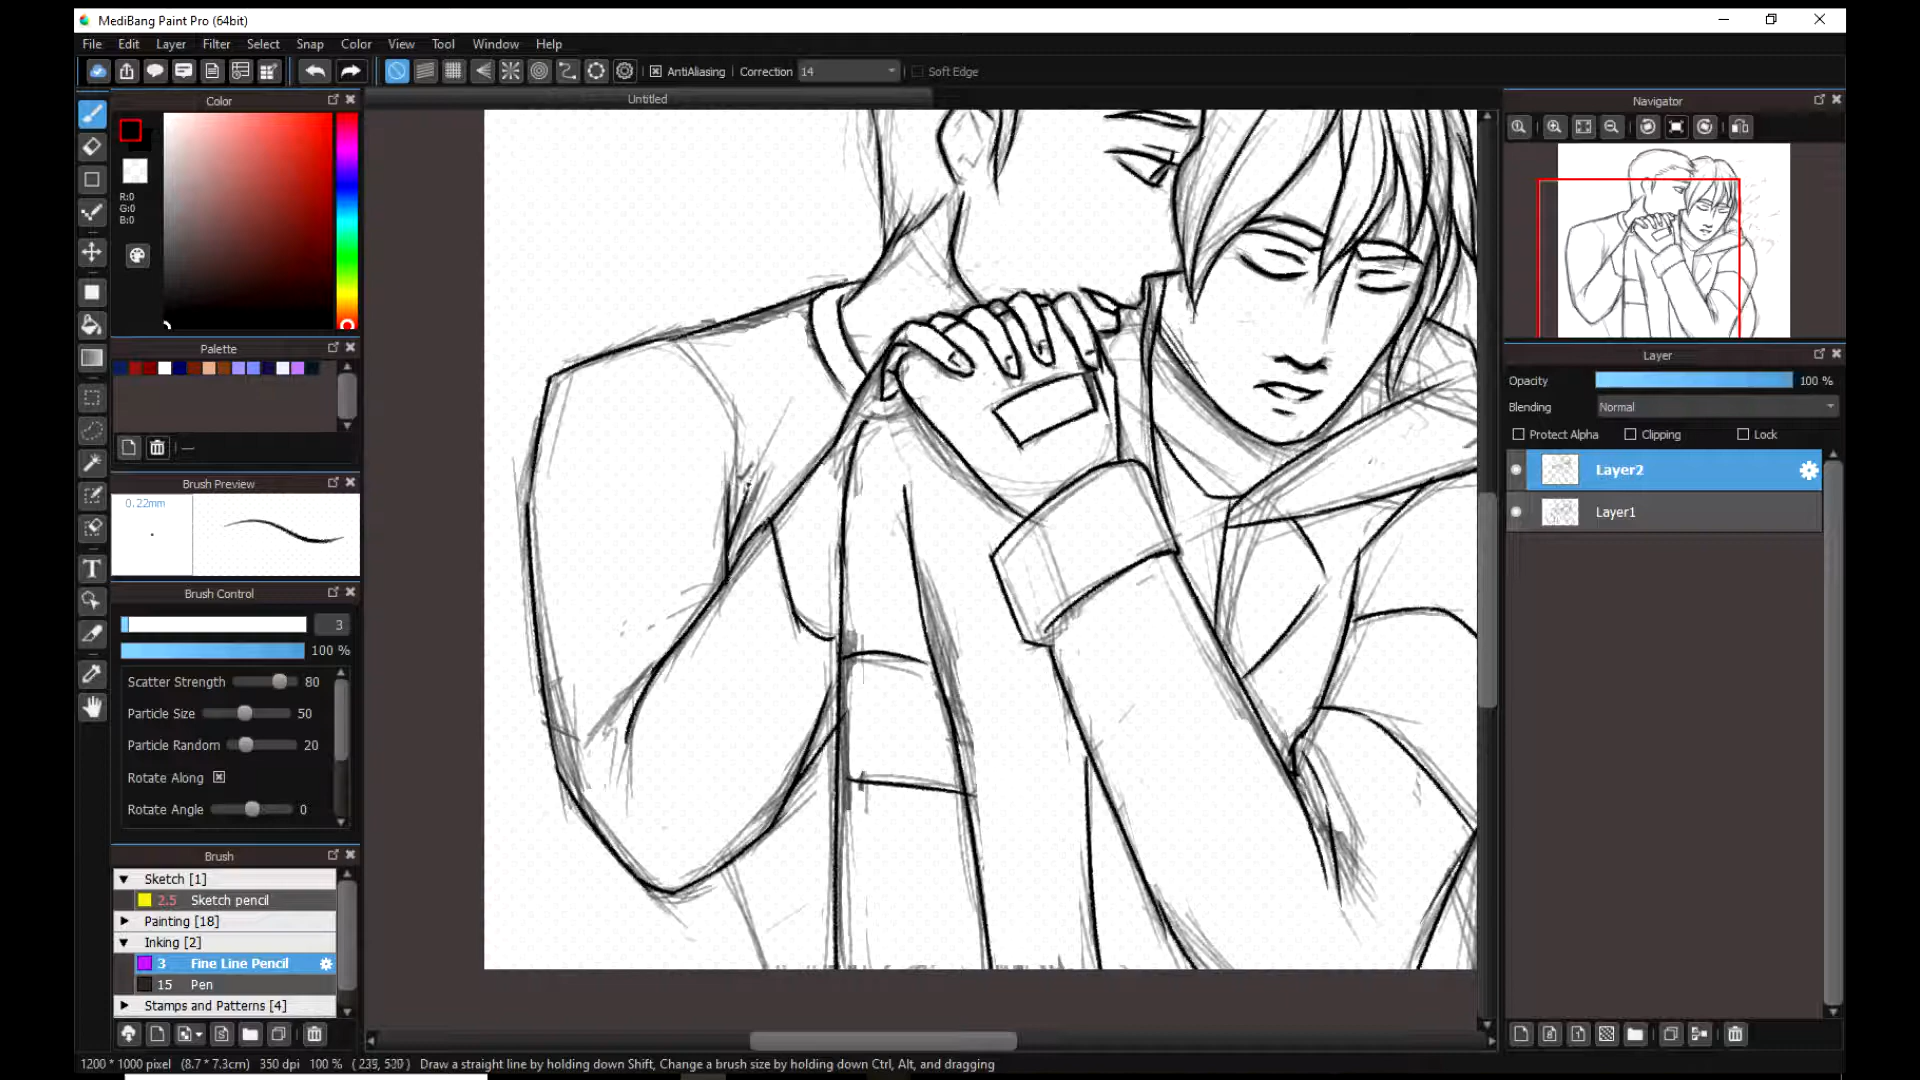 MediBang Paint Pro (64bit)
File Edit Layer Filter Select Snap Color View Tool Window Help
AntiAliasing Correction 14 Soft Edge
Color
R:0
G:0
B:0
Palette
Brush Preview
0.22mm
Brush Control
3
100 %
Scatter Strength 80
Particle Size 50
Particle Random 20
Rotate Along
Rotate Angle 0
Brush
Sketch [1]
2.5 Sketch pencil
Painting [18]
Inking [2]
3 Fine Line Pencil
15 Pen
Stamps and Patterns [4]
Untitled
Navigator
Layer
Opacity 100 %
Blending Normal
Protect Alpha Clipping Lock
Layer2
Layer1
1200 * 1000 pixel (8.7 * 7.3cm) 350 dpi 100 % Draw a straight line by holding down Shift, Change a brush size by holding down Ctrl, Alt, and dragging